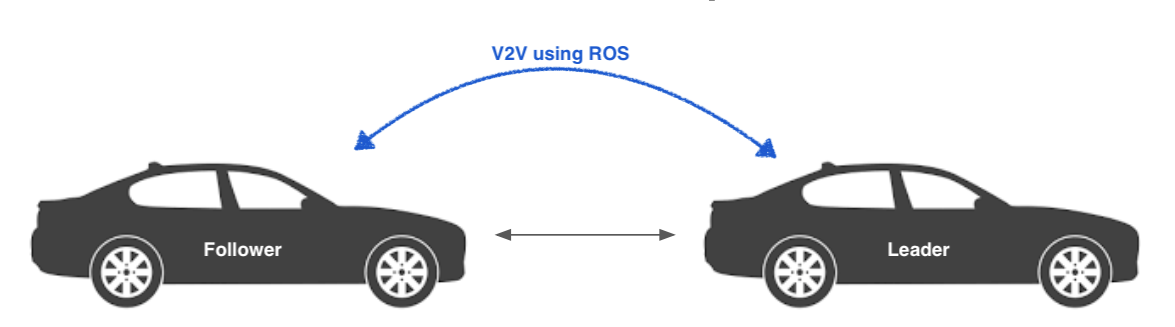 V2V using ROS
Follower
Leader